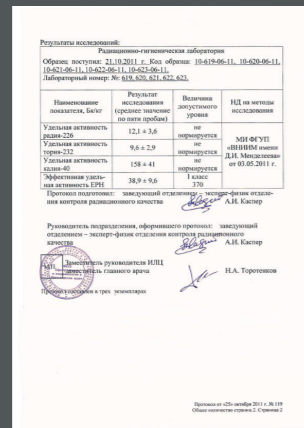 Результаты исследований:
Радиационно-гигиеническая лаборатория
Образец поступил: 21.10.2011 г. Код образца: 10-619-06-11, 10-620-06-11,
10-621-06-11, 10-622-06-11, 10-623-06-11.
Лабораторный номер: №: 619, 620, 621, 622, 623.
Наименование показателя, Бк/кг
Результат исследования (среднее значение по пяти пробам)
Величина допустимого уровня
НД на методы исследования
Удельная активность радия-226
12,1 ± 3,6
не нормируется
МИ ФГУП «ВНИИМ имени Д.И. Менделеева» от 03.05.2011 г.
Удельная активность тория-232
9,6 ± 2,9
не нормируется
Удельная активность калия-40
158 ± 41
не нормируется
Эффективная удельная активность ЕРН
38,9 ± 9,6
I класс 370
Протокол подготовил: заведующий отделением – эксперт-физик отделения контроля радиационного качества
А.И. Каспер
Руководитель подразделения, оформившего протокол: заведующий
отделением – эксперт-физик отделения контроля радиационного
качества
А.И. Каспер
МП
Заместитель руководителя ИЛЦ
заместитель главного врача
Н.А. Торотенков
Протокол составлен в трех экземплярах
Протокол от «25» октября 2011 г. № 119
Общее количество страниц 2. Страница 2